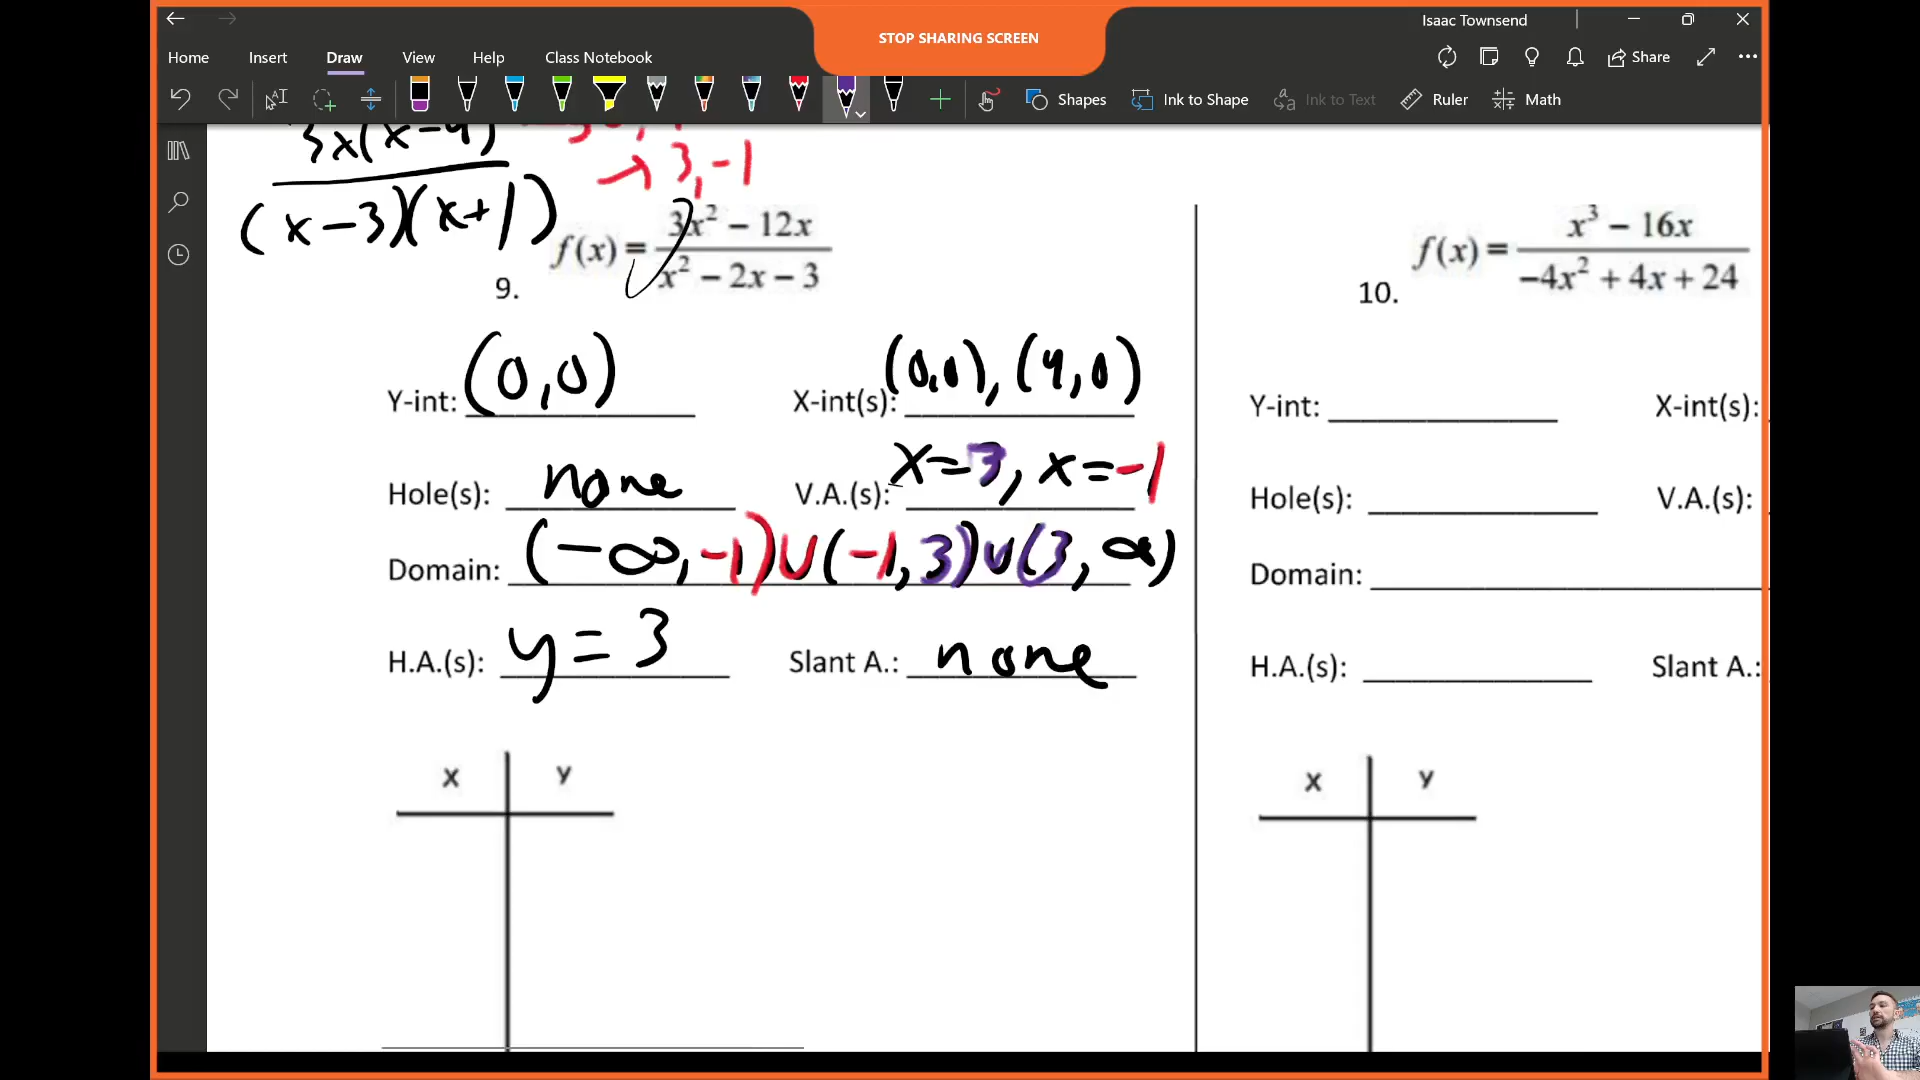 Isaac Townsend
STOP SHARING SCREEN
Home Insert Draw View Help Class Notebook Share
Shapes Ink to Shape Ink to Text Ruler Math
3x(x-4)
→ 3, -1
(x-3)(x+1)
9. f(x) = 3x² − 12x / x² − 2x − 3
Y-int: (0,0) X-int(s): (0,0), (4,0)
Hole(s): none V.A.(s): x=3, x=-1
Domain: (-∞,-1)∪(-1,3)∪(3,∞)
H.A.(s): y=3 Slant A.: none
x y
10. f(x) = x³ − 16x / −4x² + 4x + 24
Y-int: X-int(s):
Hole(s): V.A.(s):
Domain:
H.A.(s): Slant A.:
x y